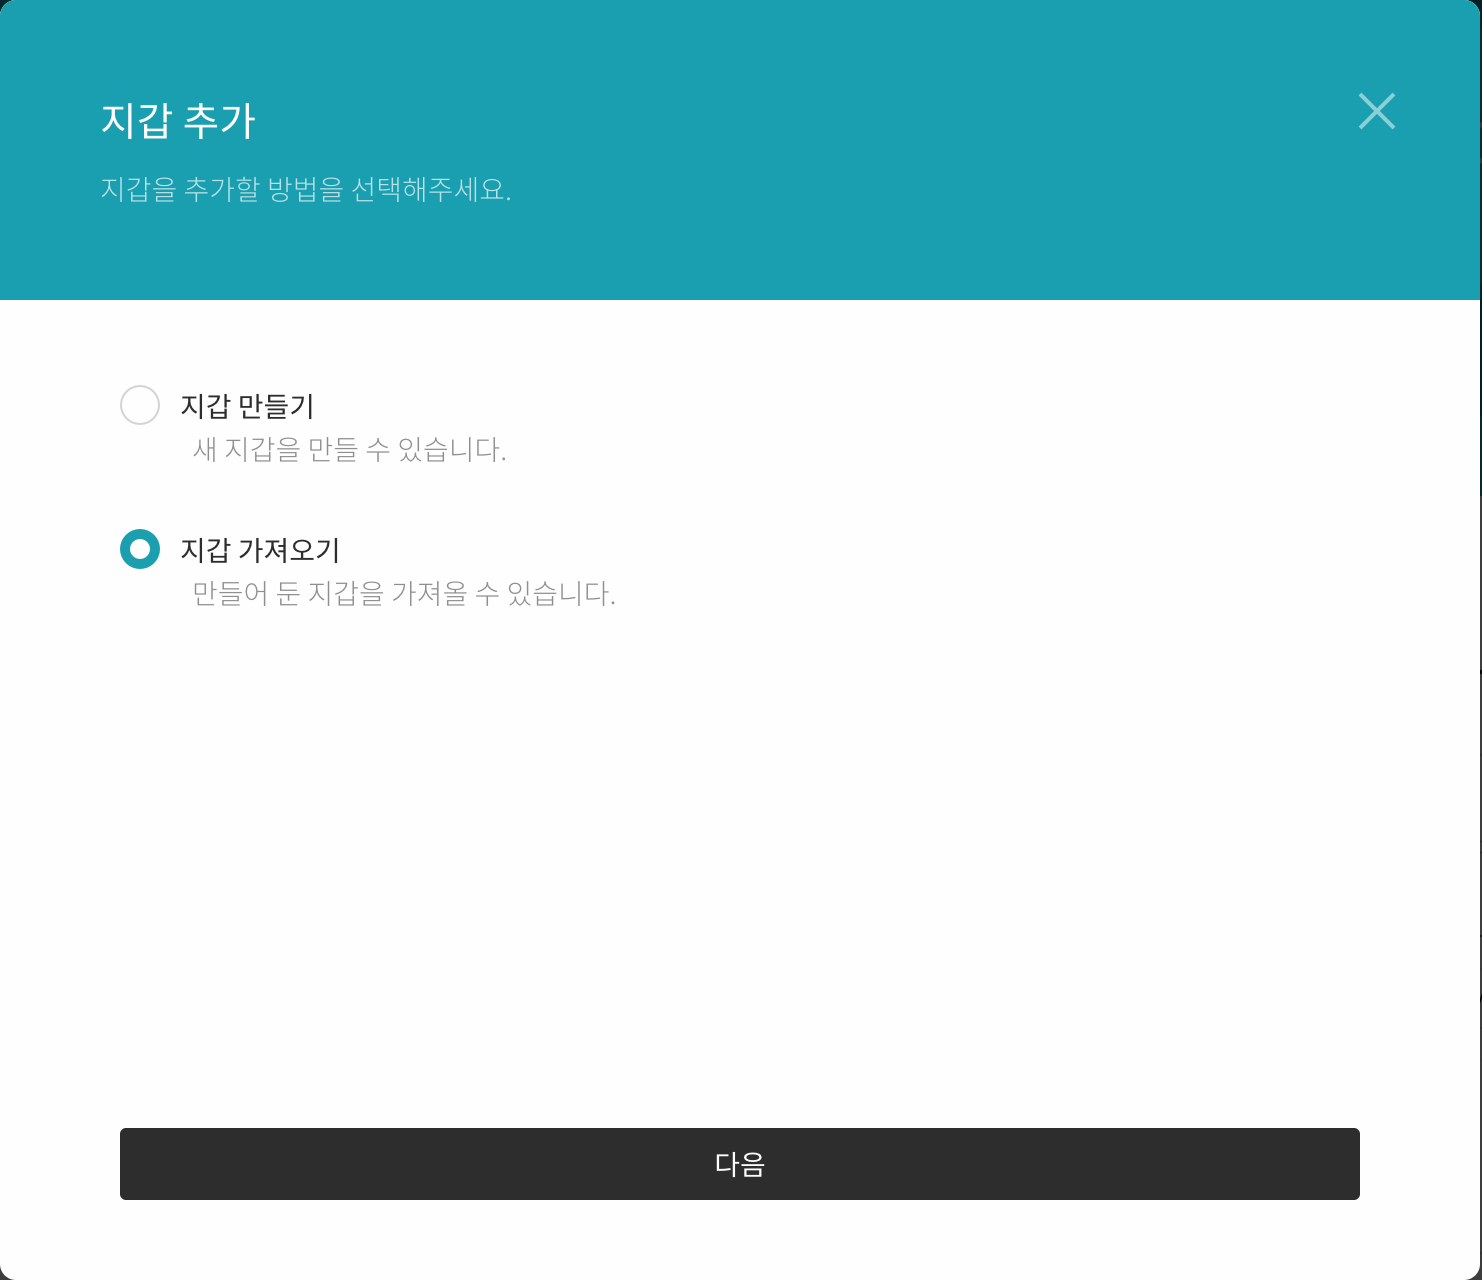 지갑 추가
지갑을 추가할 방법을 선택해주세요.
지갑 만들기
새 지갑을 만들 수 있습니다.
지갑 가져오기
만들어 둔 지갑을 가져올 수 있습니다.
다음